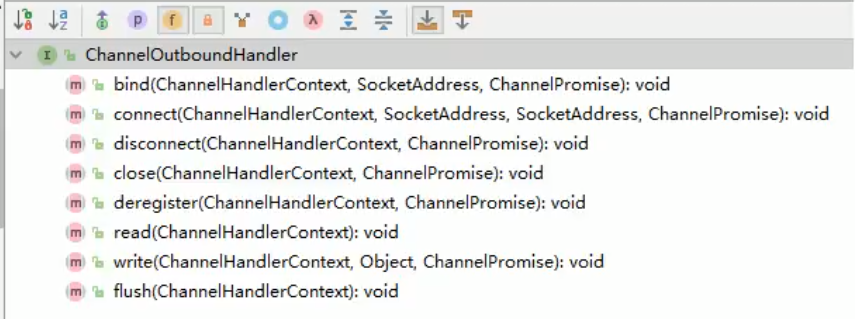 ChannelOutboundHandler
bind(ChannelHandlerContext, SocketAddress, ChannelPromise): void
connect(ChannelHandlerContext, SocketAddress, SocketAddress, ChannelPromise): void
disconnect(ChannelHandlerContext, ChannelPromise): void
close(ChannelHandlerContext, ChannelPromise): void
deregister(ChannelHandlerContext, ChannelPromise): void
read(ChannelHandlerContext): void
write(ChannelHandlerContext, Object, ChannelPromise): void
flush(ChannelHandlerContext): void